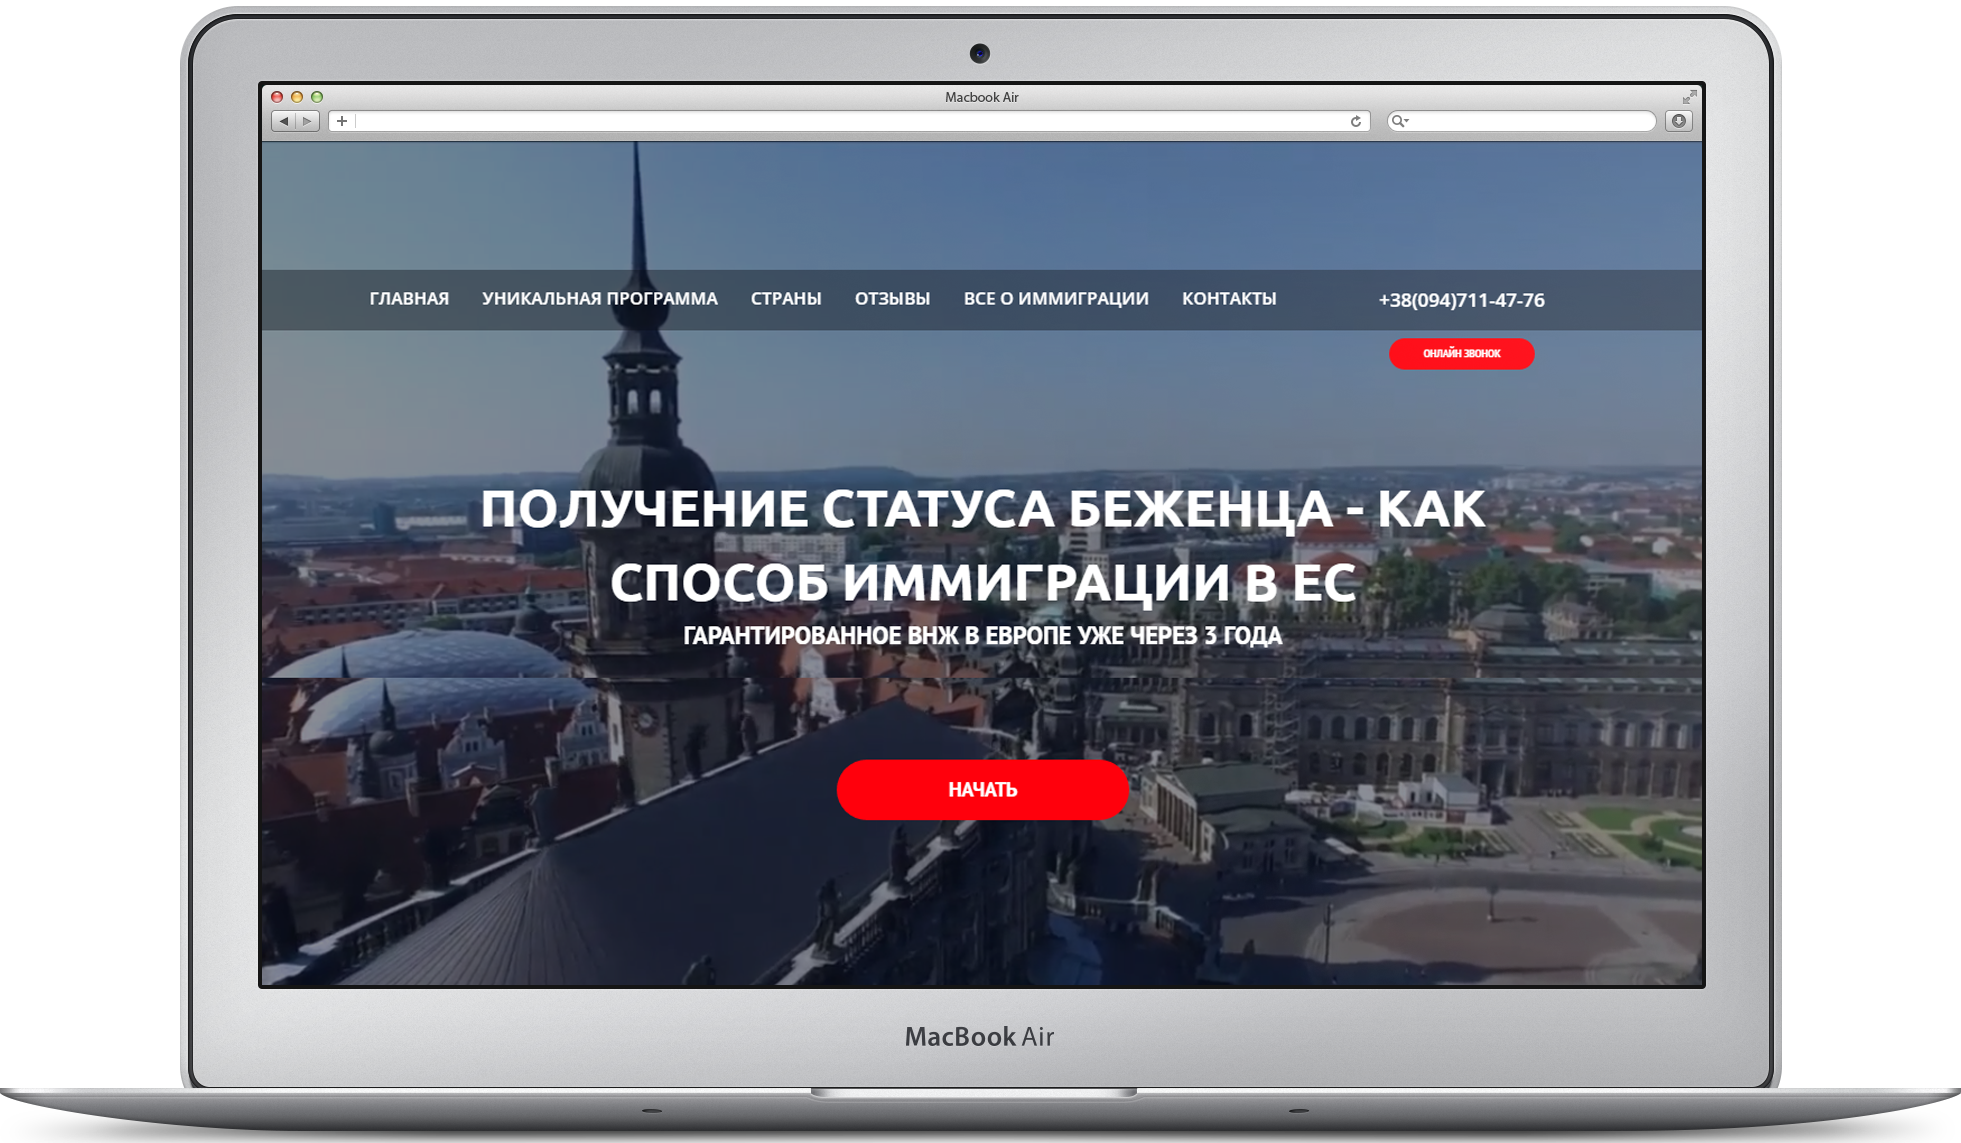 Macbook Air
ГЛАВНАЯ УНИКАЛЬНАЯ ПРОГРАММА СТРАНЫ ОТЗЫВЫ ВСЕ О ИММИГРАЦИИ КОНТАКТЫ +38(094)711-47-76
ОНЛАЙН ЗВОНОК
ПОЛУЧЕНИЕ СТАТУСА БЕЖЕНЦА - КАК
СПОСОБ ИММИГРАЦИИ В ЕС
ГАРАНТИРОВАННОЕ ВНЖ В ЕВРОПЕ УЖЕ ЧЕРЕЗ 3 ГОДА
НАЧАТЬ
MacBook Air